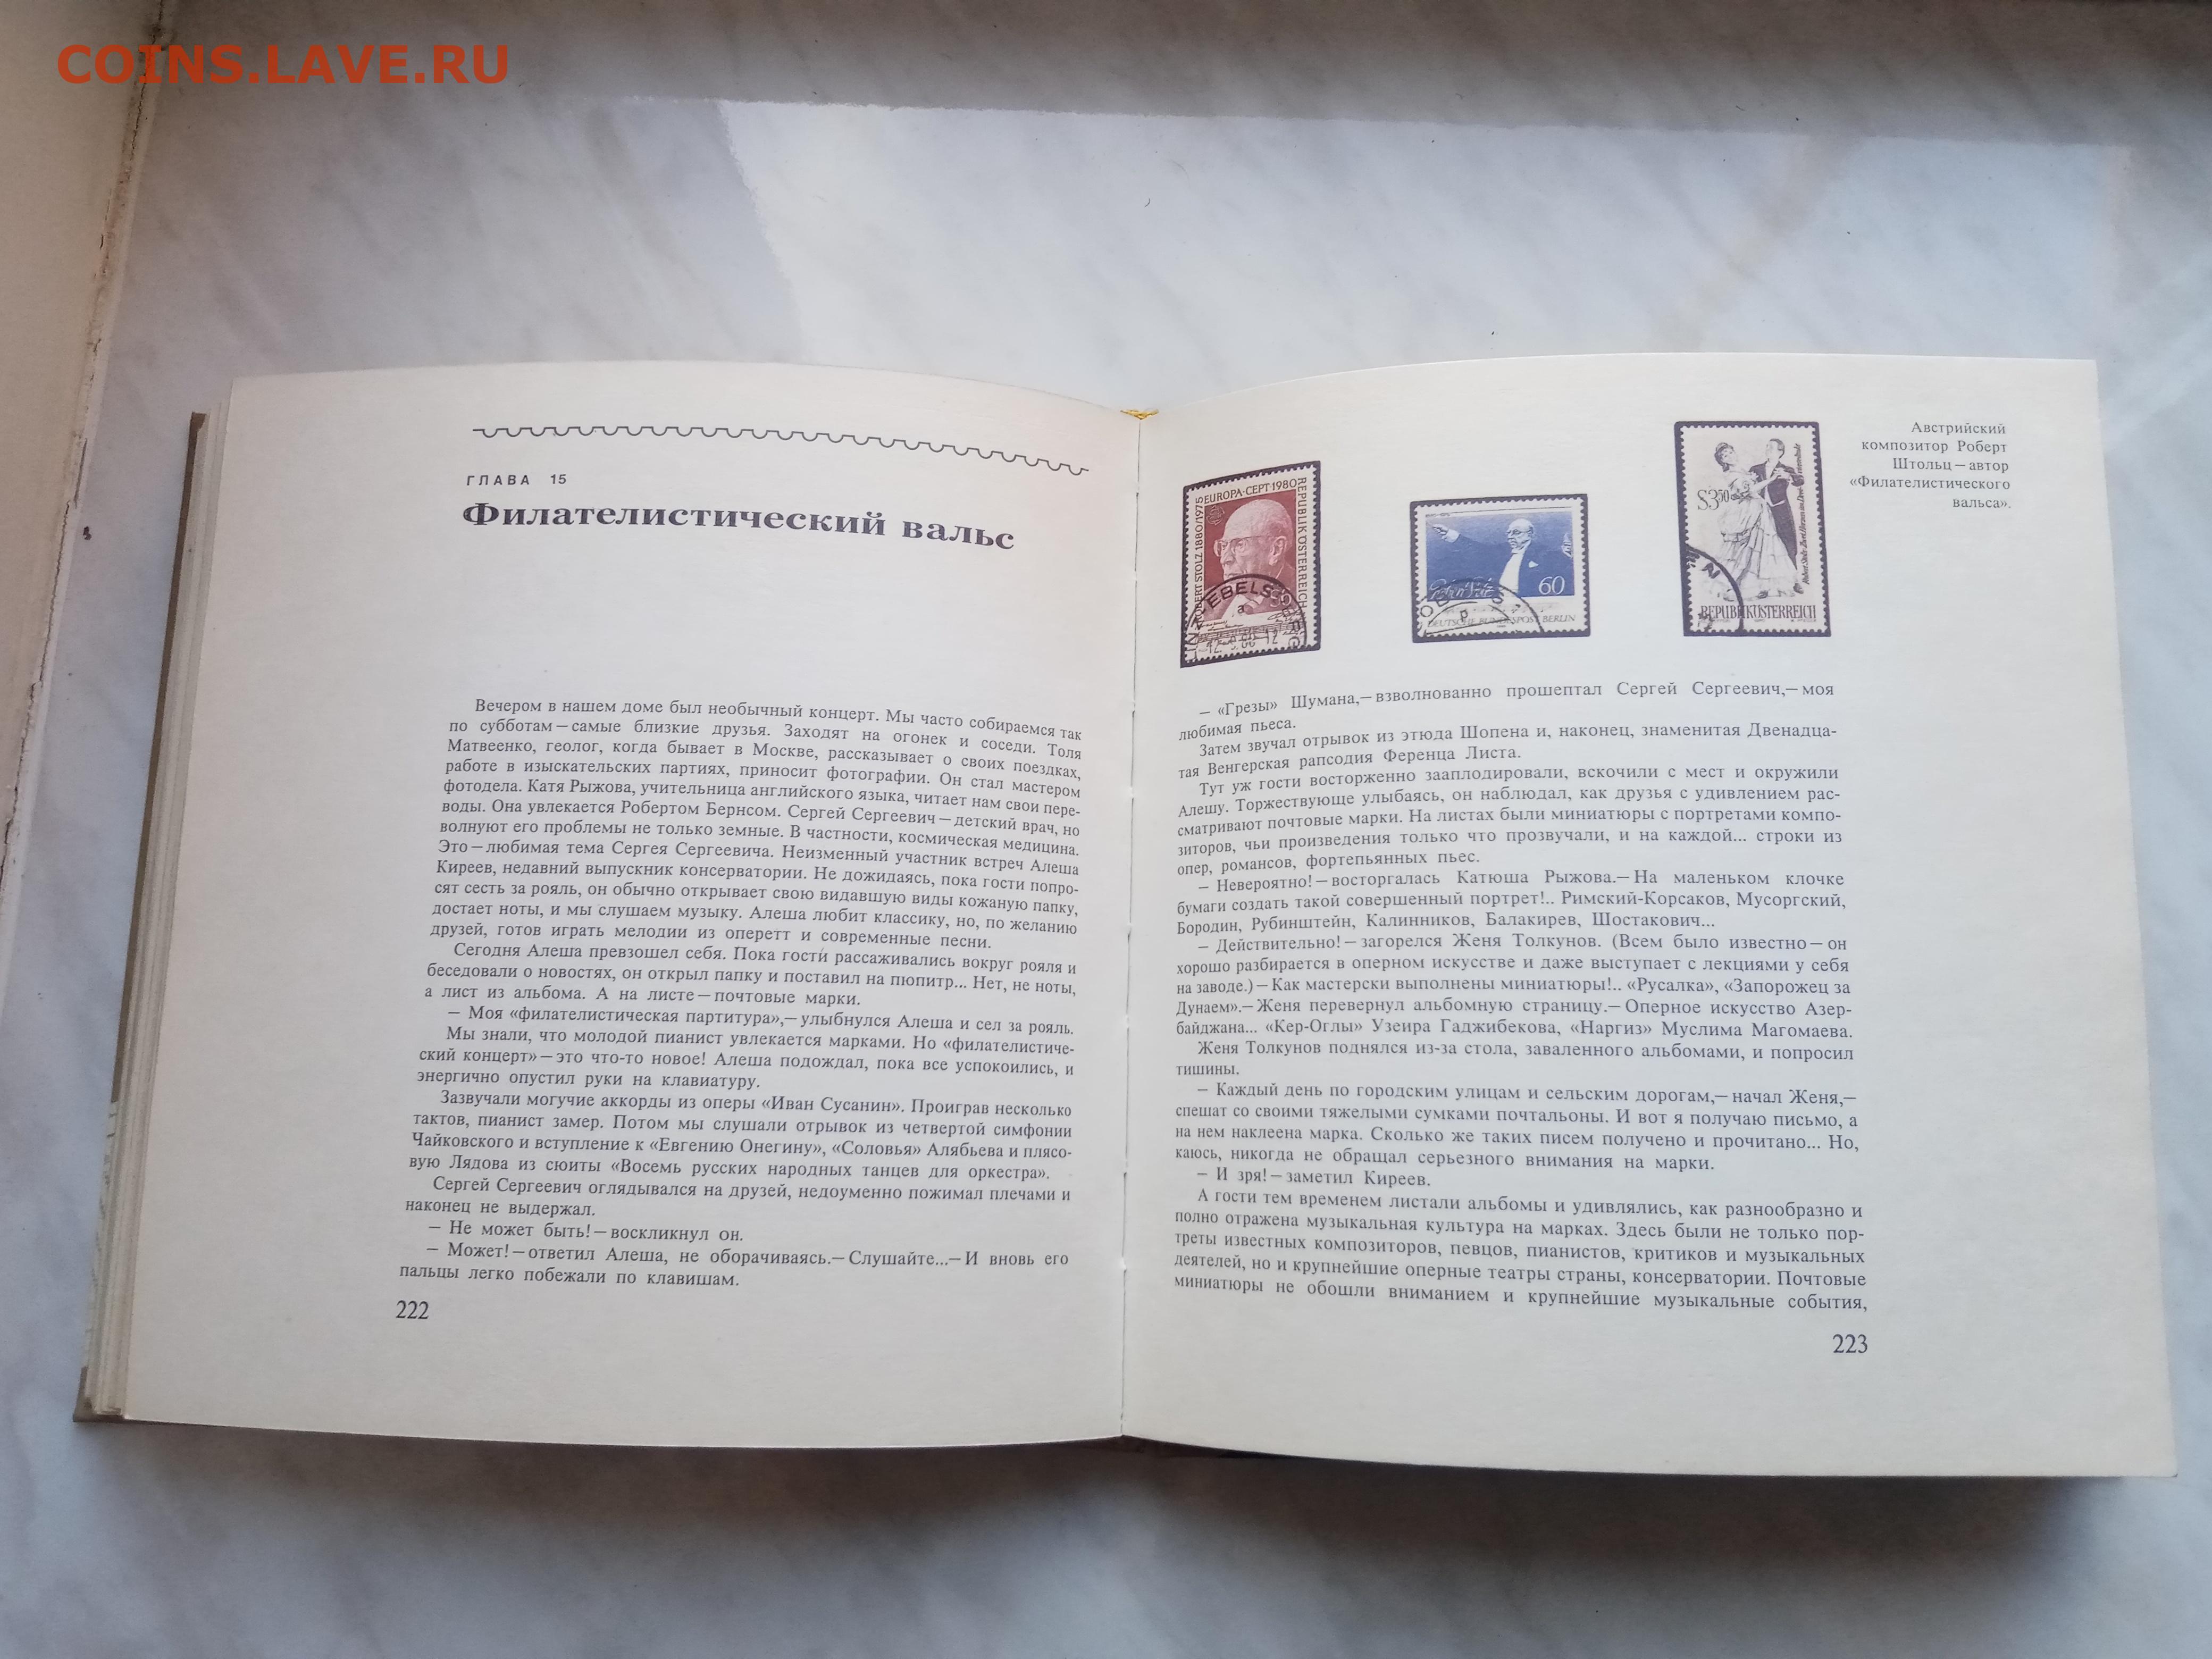 COINS.LAVE.RU
ГЛАВА 15
Филателистический вальс
Вечером в нашем доме был необычный концерт. Мы часто собираемся так
по субботам — самые близкие друзья. Заходят на огонек и соседи. Толя
Матвеенко, геолог, когда бывает в Москве, рассказывает о своих поездках,
работе в изыскательских партиях, приносит фотографии. Он стал мастером
фотодела. Катя Рыжова, учительница английского языка, читает нам свои пере-
воды. Она увлекается Робертом Бернсом. Сергей Сергеевич — детский врач, но
волнуют его проблемы не только земные. В частности, космическая медицина.
Это — любимая тема Сергея Сергеевича. Неизменный участник встреч Алеша
Киреев, недавний выпускник консерватории. Не дожидаясь, пока гости попро-
сят сесть за рояль, он обычно открывает свою видавшую виды кожаную папку,
достает ноты, и мы слушаем музыку. Алеша любит классику, но, по желанию
друзей, готов играть мелодии из оперетт и современные песни.
Сегодня Алеша превзошел себя. Пока гости рассаживались вокруг рояля и
беседовали о новостях, он открыл папку и поставил на пюпитр... Нет, не ноты,
а лист из альбома. А на листе — почтовые марки.
— Моя «филателистическая партитура», — улыбнулся Алеша и сел за рояль.
Мы знали, что молодой пианист увлекается марками. Но «филателистиче-
ский концерт» — это что-то новое! Алеша подождал, пока все успокоились, и
энергично опустил руки на клавиатуру.
Зазвучали могучие аккорды из оперы «Иван Сусанин». Проиграв несколько
тактов, пианист замер. Потом мы слушали отрывок из четвертой симфонии
Чайковского и вступление к «Евгению Онегину», «Соловья» Алябьева и плясо-
вую Лядова из сюиты «Восемь русских народных танцев для оркестра».
Сергей Сергеевич оглядывался на друзей, недоуменно пожимал плечами и
наконец не выдержал.
— Не может быть! — воскликнул он.
— Может! — ответил Алеша, не оборачиваясь. — Слушайте... — И вновь его
пальцы легко побежали по клавишам.
222
EUROPA-CEPT 1980
ROBERT STOLZ 1880/1975
REPUBLIK ÖSTERREICH
60
DEUTSCHE BUNDESPOST BERLIN
S3.50
REPUBLIK ÖSTERREICH
Австрийский
композитор Роберт
Штольц — автор
«Филателистического
вальса».
— «Грезы» Шумана, — взволнованно прошептал Сергей Сергеевич, — моя
любимая пьеса.
Затем звучал отрывок из этюда Шопена и, наконец, знаменитая Двенадца-
тая Венгерская рапсодия Ференца Листа.
Тут уж гости восторженно зааплодировали, вскочили с мест и окружили
Алешу. Торжествующе улыбаясь, он наблюдал, как друзья с удивлением рас-
сматривают почтовые марки. На листах были миниатюры с портретами компо-
зиторов, чьи произведения только что прозвучали, и на каждой... строки из
опер, романсов, фортепьянных пьес.
— Невероятно! — восторгалась Катюша Рыжова. — На маленьком клочке
бумаги создать такой совершенный портрет!.. Римский-Корсаков, Мусоргский,
Бородин, Рубинштейн, Калинников, Балакирев, Шостакович...
— Действительно! — загорелся Женя Толкунов. (Всем было известно — он
хорошо разбирается в оперном искусстве и даже выступает с лекциями у себя
на заводе.) — Как мастерски выполнены миниатюры!.. «Русалка», «Запорожец за
Дунаем». — Женя перевернул альбомную страницу. — Оперное искусство Азер-
байджана... «Кер-Оглы» Узеира Гаджибекова, «Наргиз» Муслима Магомаева.
Женя Толкунов поднялся из-за стола, заваленного альбомами, и попросил
тишины.
— Каждый день по городским улицам и сельским дорогам, — начал Женя, —
спешат со своими тяжелыми сумками почтальоны. И вот я получаю письмо, а
на нем наклеена марка. Сколько же таких писем получено и прочитано... Но,
каюсь, никогда не обращал серьезного внимания на марки.
— И зря! — заметил Киреев.
А гости тем временем листали альбомы и удивлялись, как разнообразно и
полно отражена музыкальная культура на марках. Здесь были не только пор-
треты известных композиторов, певцов, пианистов, критиков и музыкальных
деятелей, но и крупнейшие оперные театры страны, консерватории. Почтовые
миниатюры не обошли вниманием и крупнейшие музыкальные события,
223